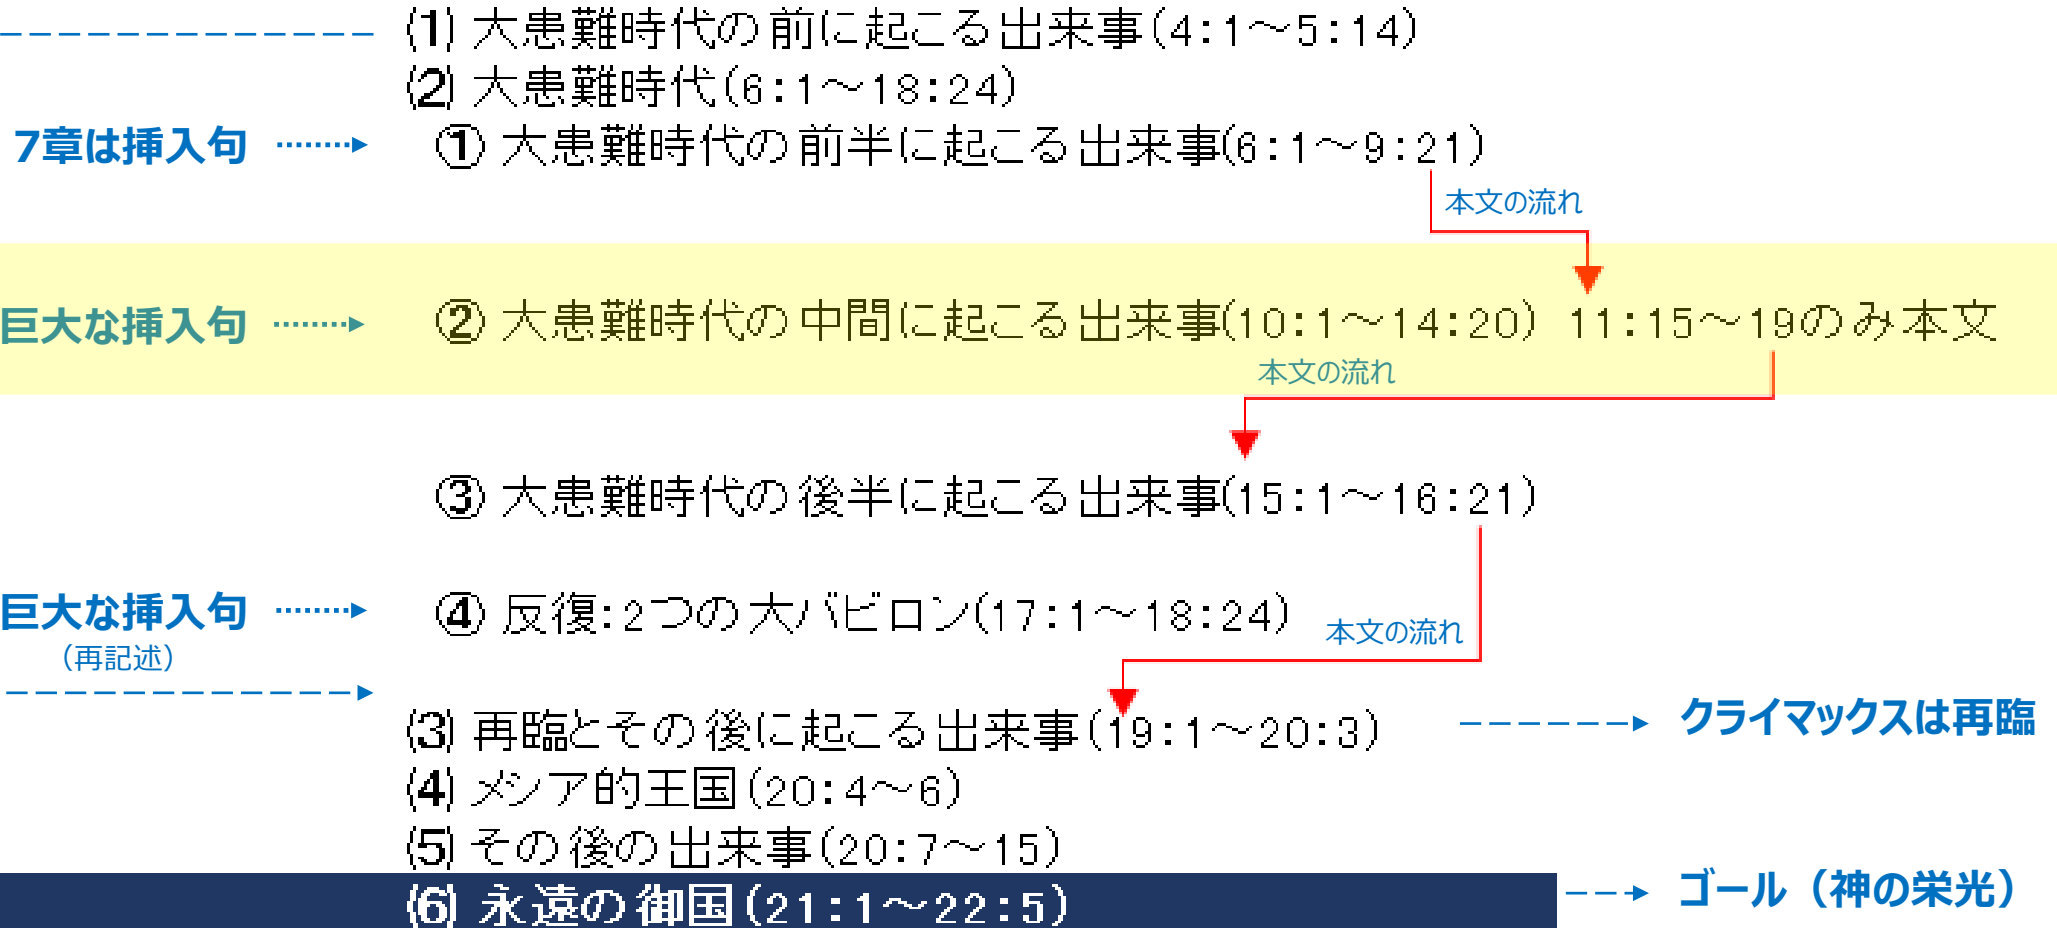 (1) 大患難時代の前に起こる出来事(4:1～5:14)
(2) 大患難時代(6:1～18:24)
7章は挿入句 ① 大患難時代の前半に起こる出来事(6:1～9:21)
本文の流れ
巨大な挿入句 ② 大患難時代の中間に起こる出来事(10:1～14:20) 11:15～19のみ本文
本文の流れ
③ 大患難時代の後半に起こる出来事(15:1～16:21)
巨大な挿入句 ④ 反復:2つの大バビロン(17:1～18:24)
本文の流れ
（再記述）
(3) 再臨とその後に起こる出来事(19:1～20:3) クライマックスは再臨
(4) メシア的王国(20:4～6)
(5) その後の出来事(20:7～15)
(6) 永遠の御国(21:1～22:5) ゴール（神の栄光）